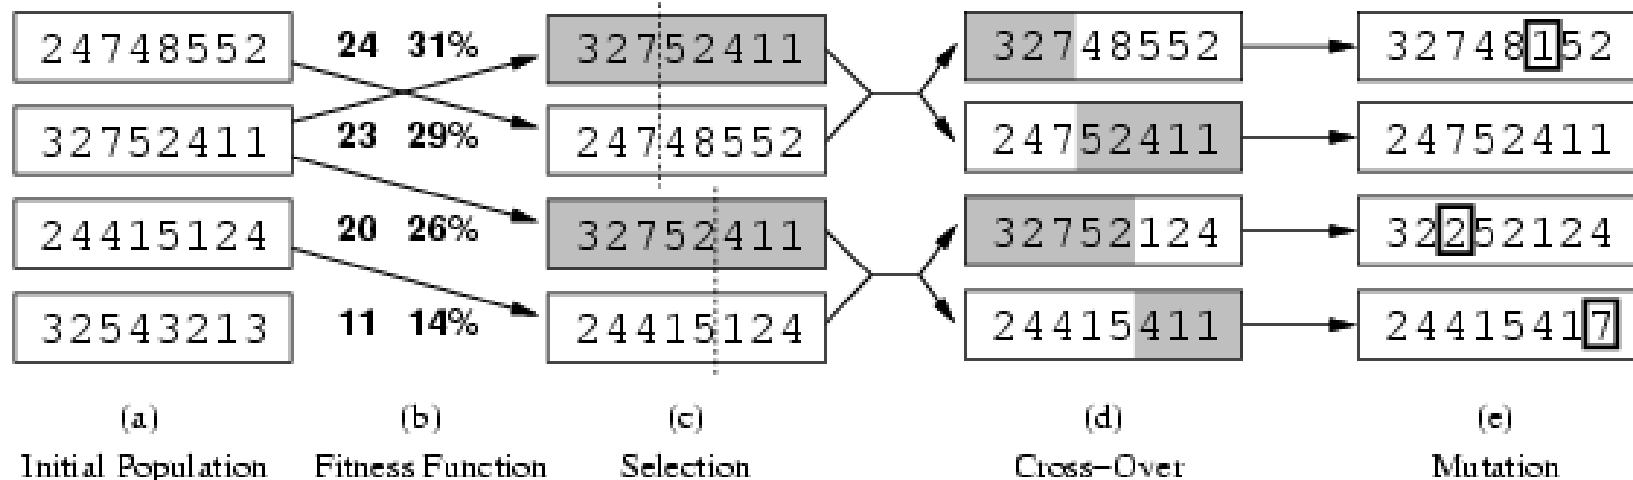 24748552 24 31% 32752411 32748552 32748152
32752411 23 29% 24748552 24752411 24752411
24415124 20 26% 32752411 32752124 32252124
32543213 11 14% 24415124 24415411 24415417
(a) (b) (c) (d) (e)
Initial Population Fitness Function Selection Cross–Over Mutation